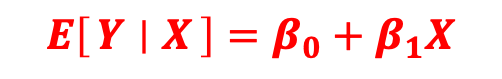 E[Y | X] = β₀ + β₁X